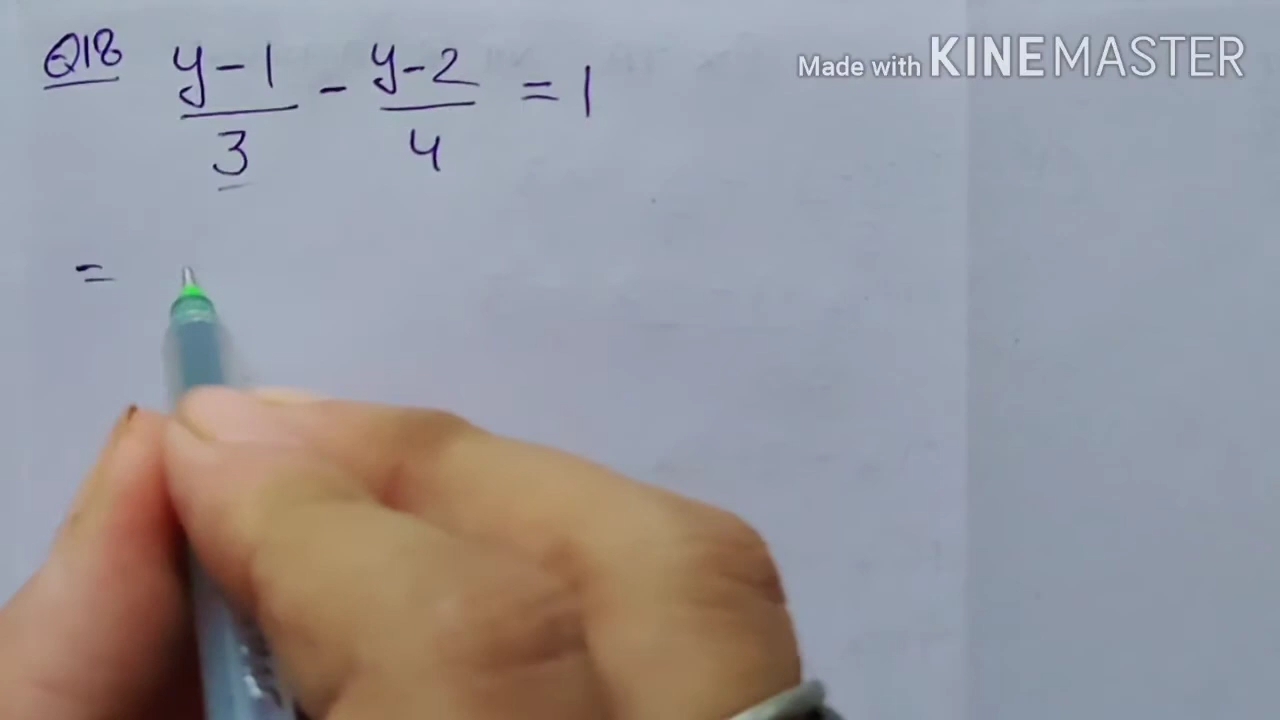 Made with KINEMASTER
Q18 y-1/3 - y-2/4 = 1
=